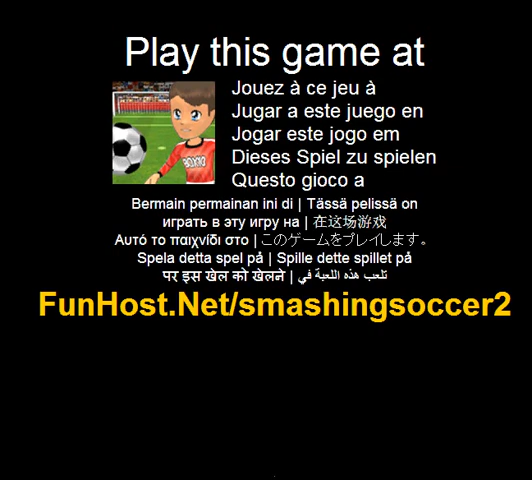 Play this game at
Jouez à ce jeu à
Jugar a este juego en
Jogar este jogo em
Dieses Spiel zu spielen
Questo gioco a
Bermain permainan ini di | Tässä pelissä on
играть в эту игру на | 在这场游戏
Αυτό το παιχνίδι στο | このゲームをプレイします。
Spela detta spel på | Spille dette spillet på
पर इस खेल को खेलने | تلعب هذه اللعبة في
FunHost.Net/smashingsoccer2